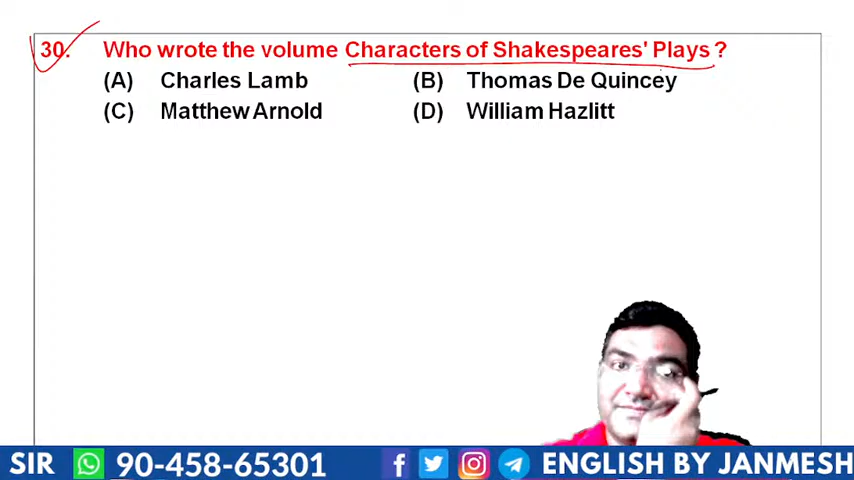 30. Who wrote the volume Characters of Shakespeares' Plays ?
(A) Charles Lamb (B) Thomas De Quincey
(C) Matthew Arnold (D) William Hazlitt
SIR 90-458-65301 f ENGLISH BY JANMESH